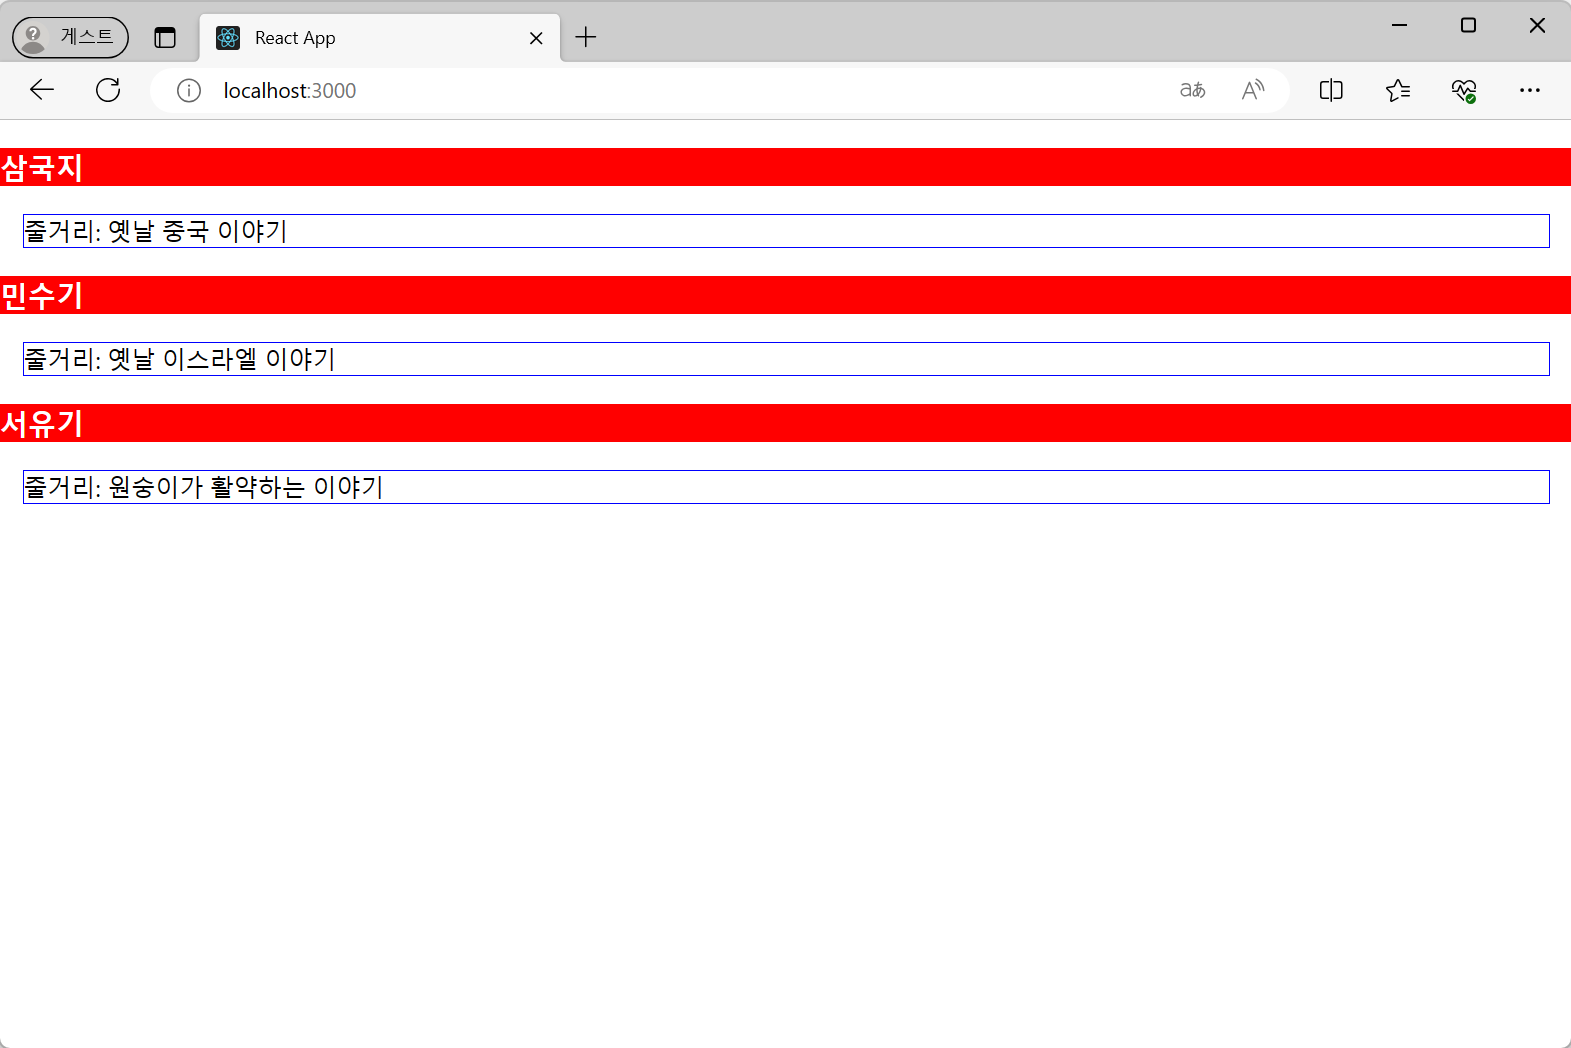 게스트
React App
localhost:3000
삼국지
줄거리: 옛날 중국 이야기
민수기
줄거리: 옛날 이스라엘 이야기
서유기
줄거리: 원숭이가 활약하는 이야기